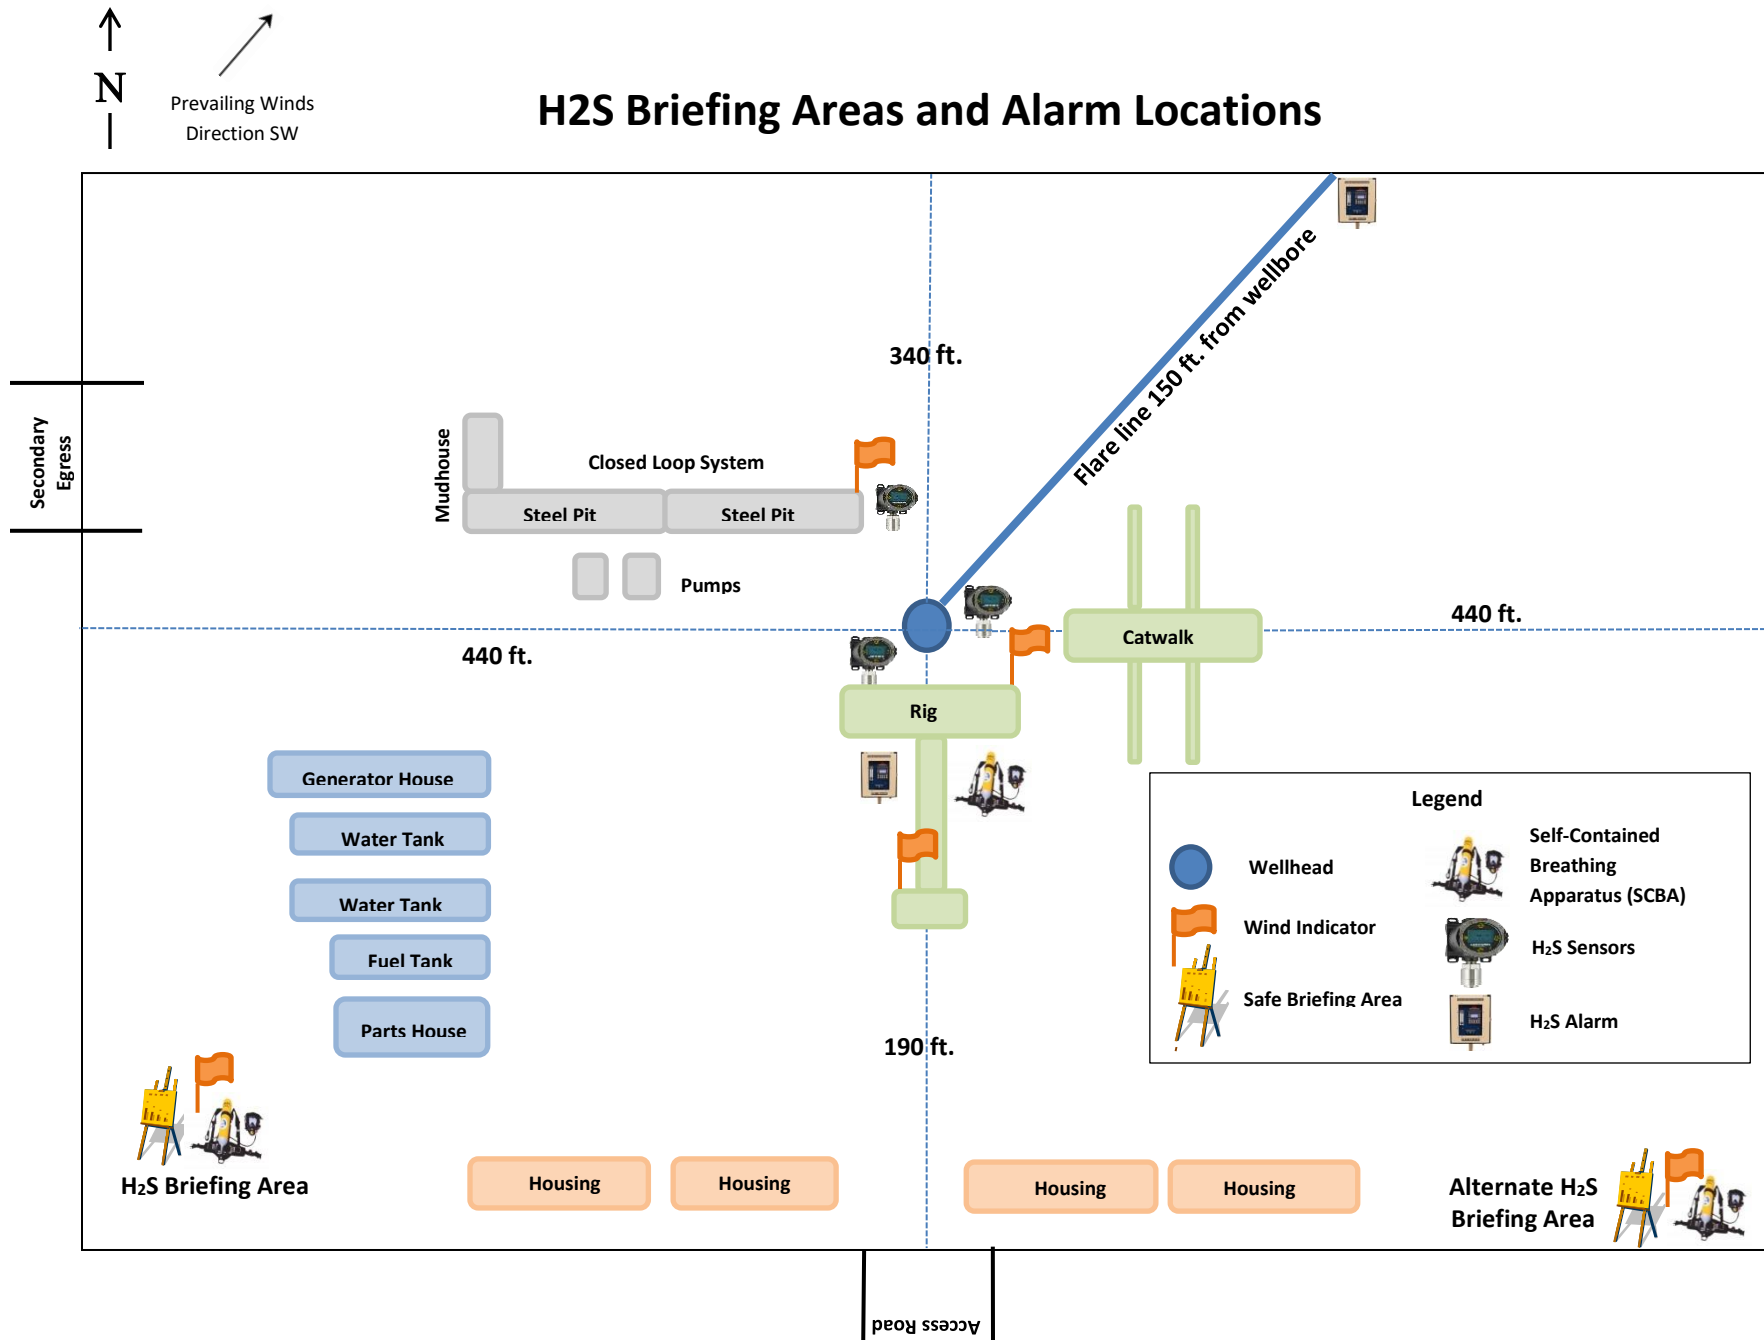 N
Prevailing Winds
Direction SW
H2S Briefing Areas and Alarm Locations
340 ft.
Flare line 150 ft. from wellbore
Secondary
Egress
Mudhouse
Closed Loop System
Steel Pit
Steel Pit
Pumps
440 ft.
Catwalk
440 ft.
Rig
Generator House
Water Tank
Water Tank
Fuel Tank
Parts House
190 ft.
Legend
Wellhead
Wind Indicator
Safe Briefing Area
Self-Contained
Breathing
Apparatus (SCBA)
H2S Sensors
H2S Alarm
H2S Briefing Area
Housing
Housing
Housing
Housing
Alternate H2S
Briefing Area
Access Road